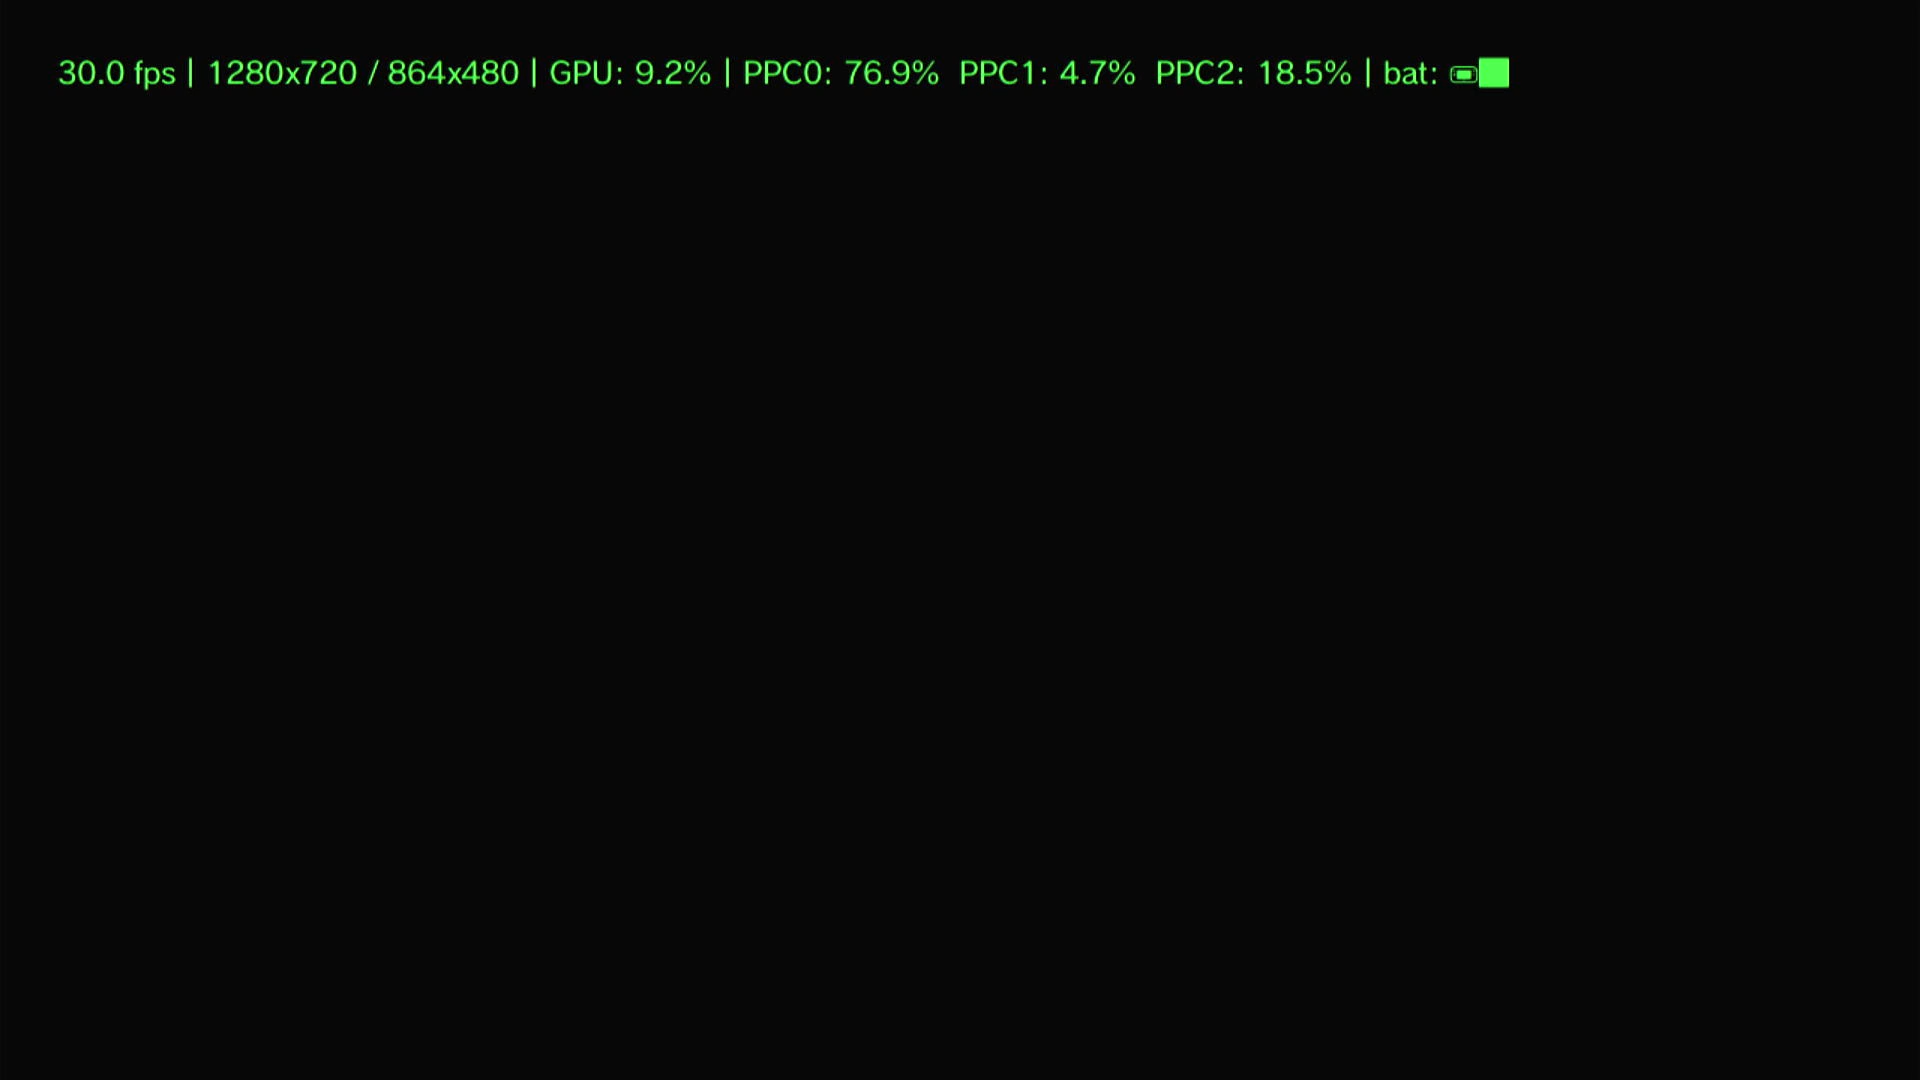 30.0 fps | 1280x720 / 864x480 | GPU: 9.2% | PPC0: 76.9% PPC1: 4.7% PPC2: 18.5% | bat: